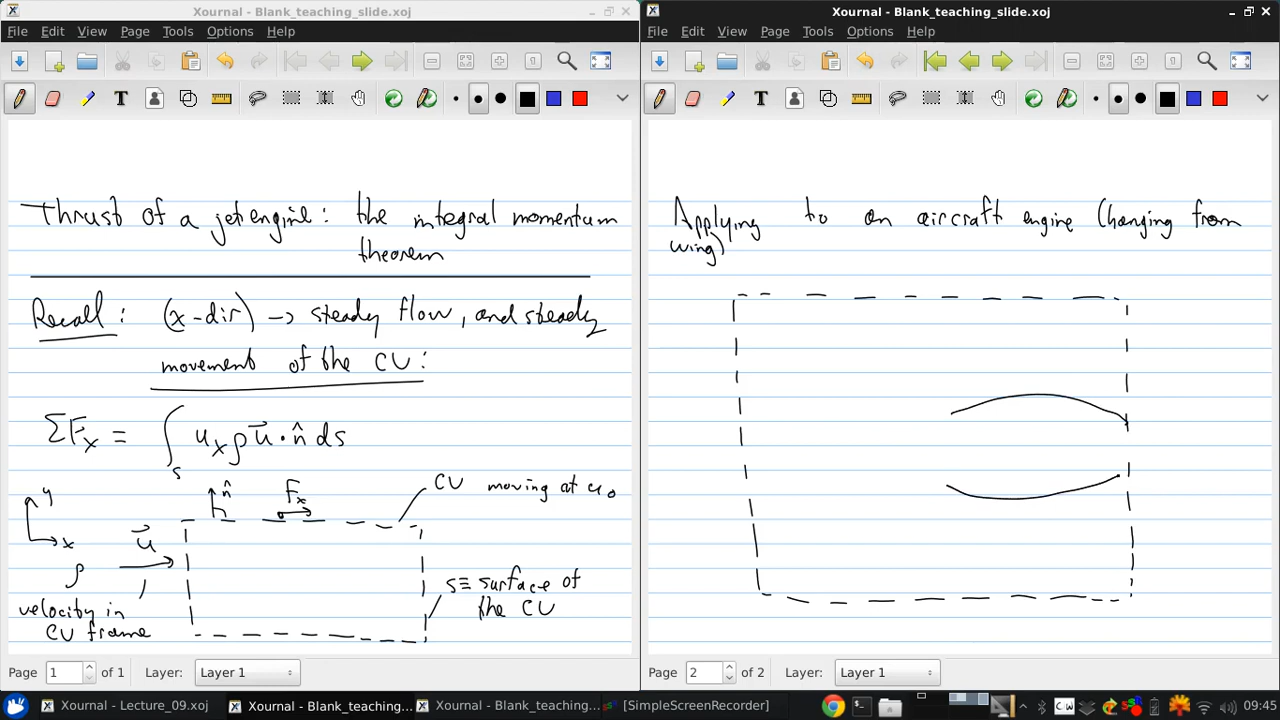 Xournal - Blank_teaching_slide.xoj
File Edit View Page Tools Options Help
Thrust of a jet engine: the integral momentum
theorem
Recall: (x-dir) -> steady flow, and steady
movement of the CV:
ΣFx = ∫s ux ρ u⃗ · n̂ ds
n̂
Fx
CV moving at u0
y
x
u⃗
ρ
velocity in
CV frame
s ≡ surface of
the CV
Page 1 of 1 Layer: Layer 1
Xournal - Blank_teaching_slide.xoj
File Edit View Page Tools Options Help
Applying to an aircraft engine (hanging from
wing)
Page 2 of 2 Layer: Layer 1
Xournal - Lecture_09.xoj
Xournal - Blank_teaching....
Xournal - Blank_teaching...
[SimpleScreenRecorder]
09:45